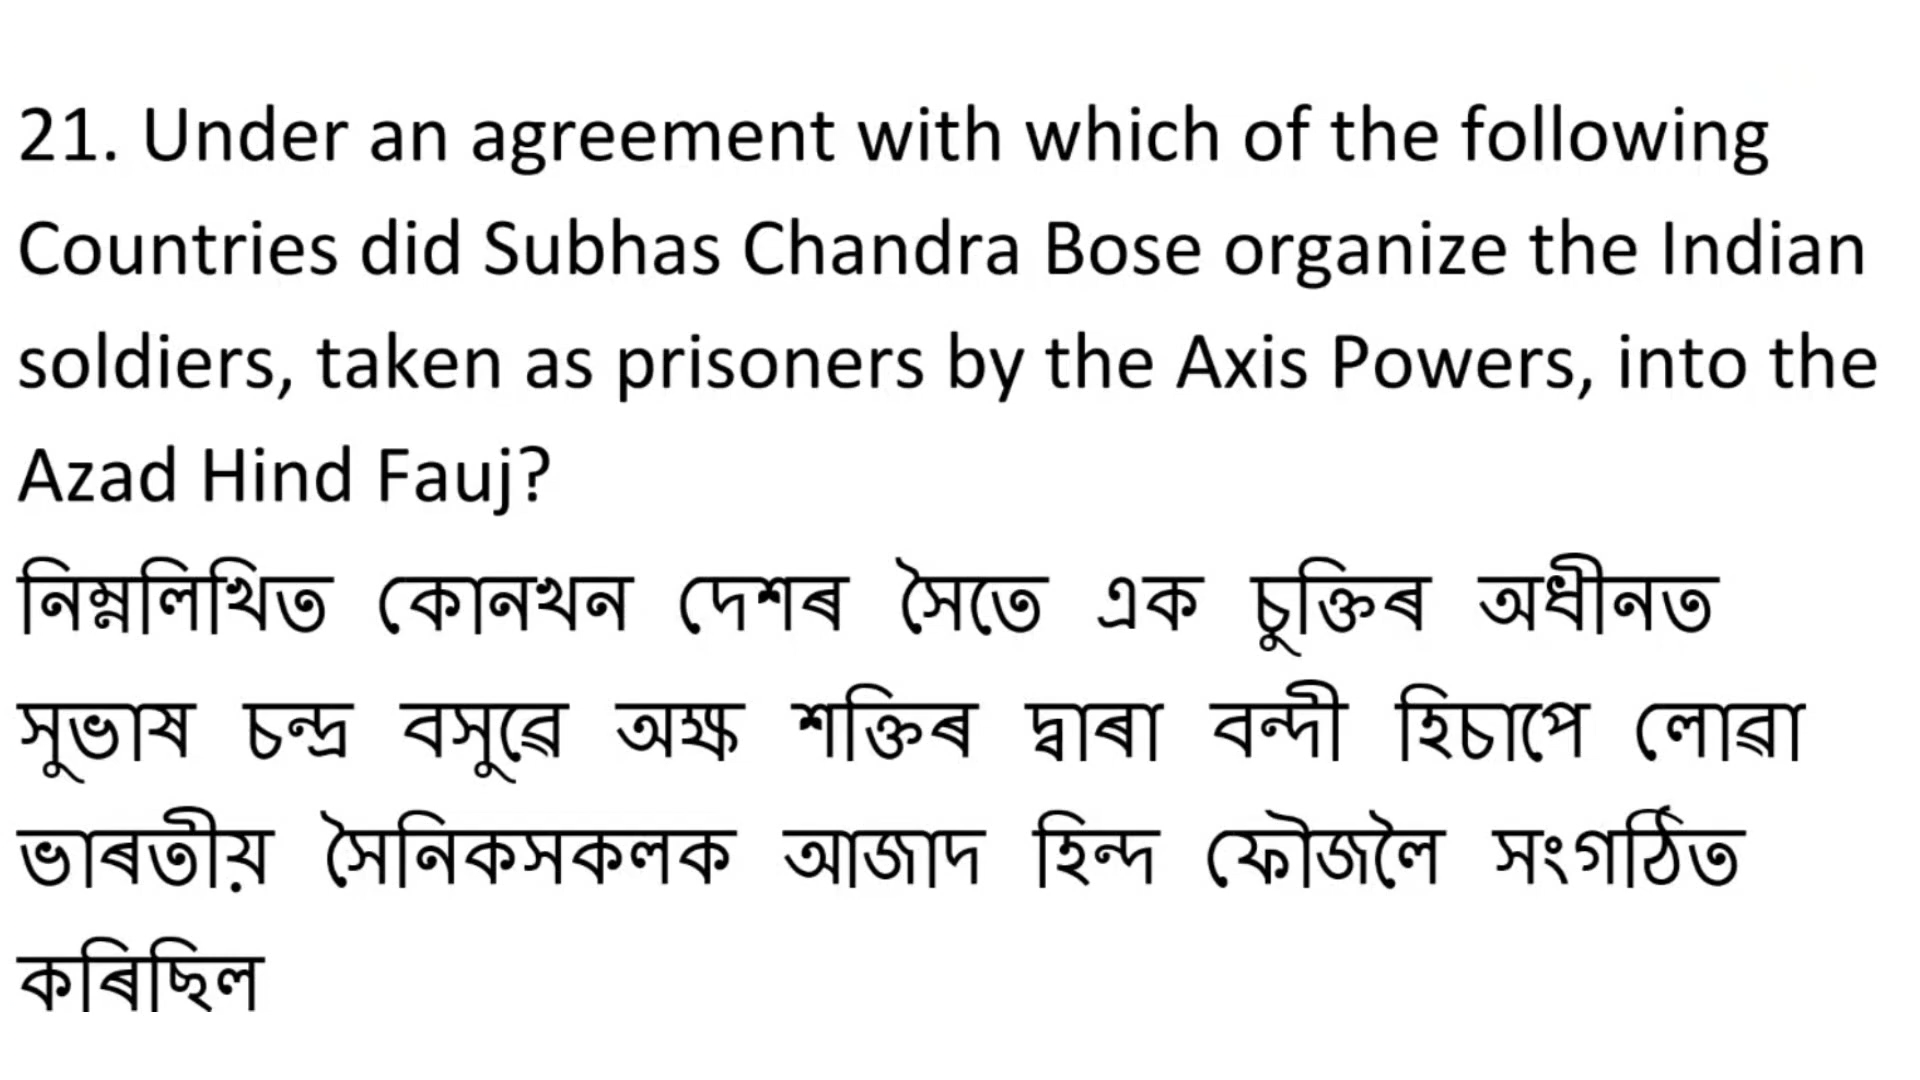 21. Under an agreement with which of the following
Countries did Subhas Chandra Bose organize the Indian
soldiers, taken as prisoners by the Axis Powers, into the
Azad Hind Fauj?
নিম্নলিখিত কোনখন দেশৰ সৈতে এক চুক্তিৰ অধীনত
সুভাষ চন্দ্ৰ বসুৱে অক্ষ শক্তিৰ দ্বাৰা বন্দী হিচাপে লোৱা
ভাৰতীয় সৈনিকসকলক আজাদ হিন্দ ফৌজলৈ সংগঠিত
কৰিছিল